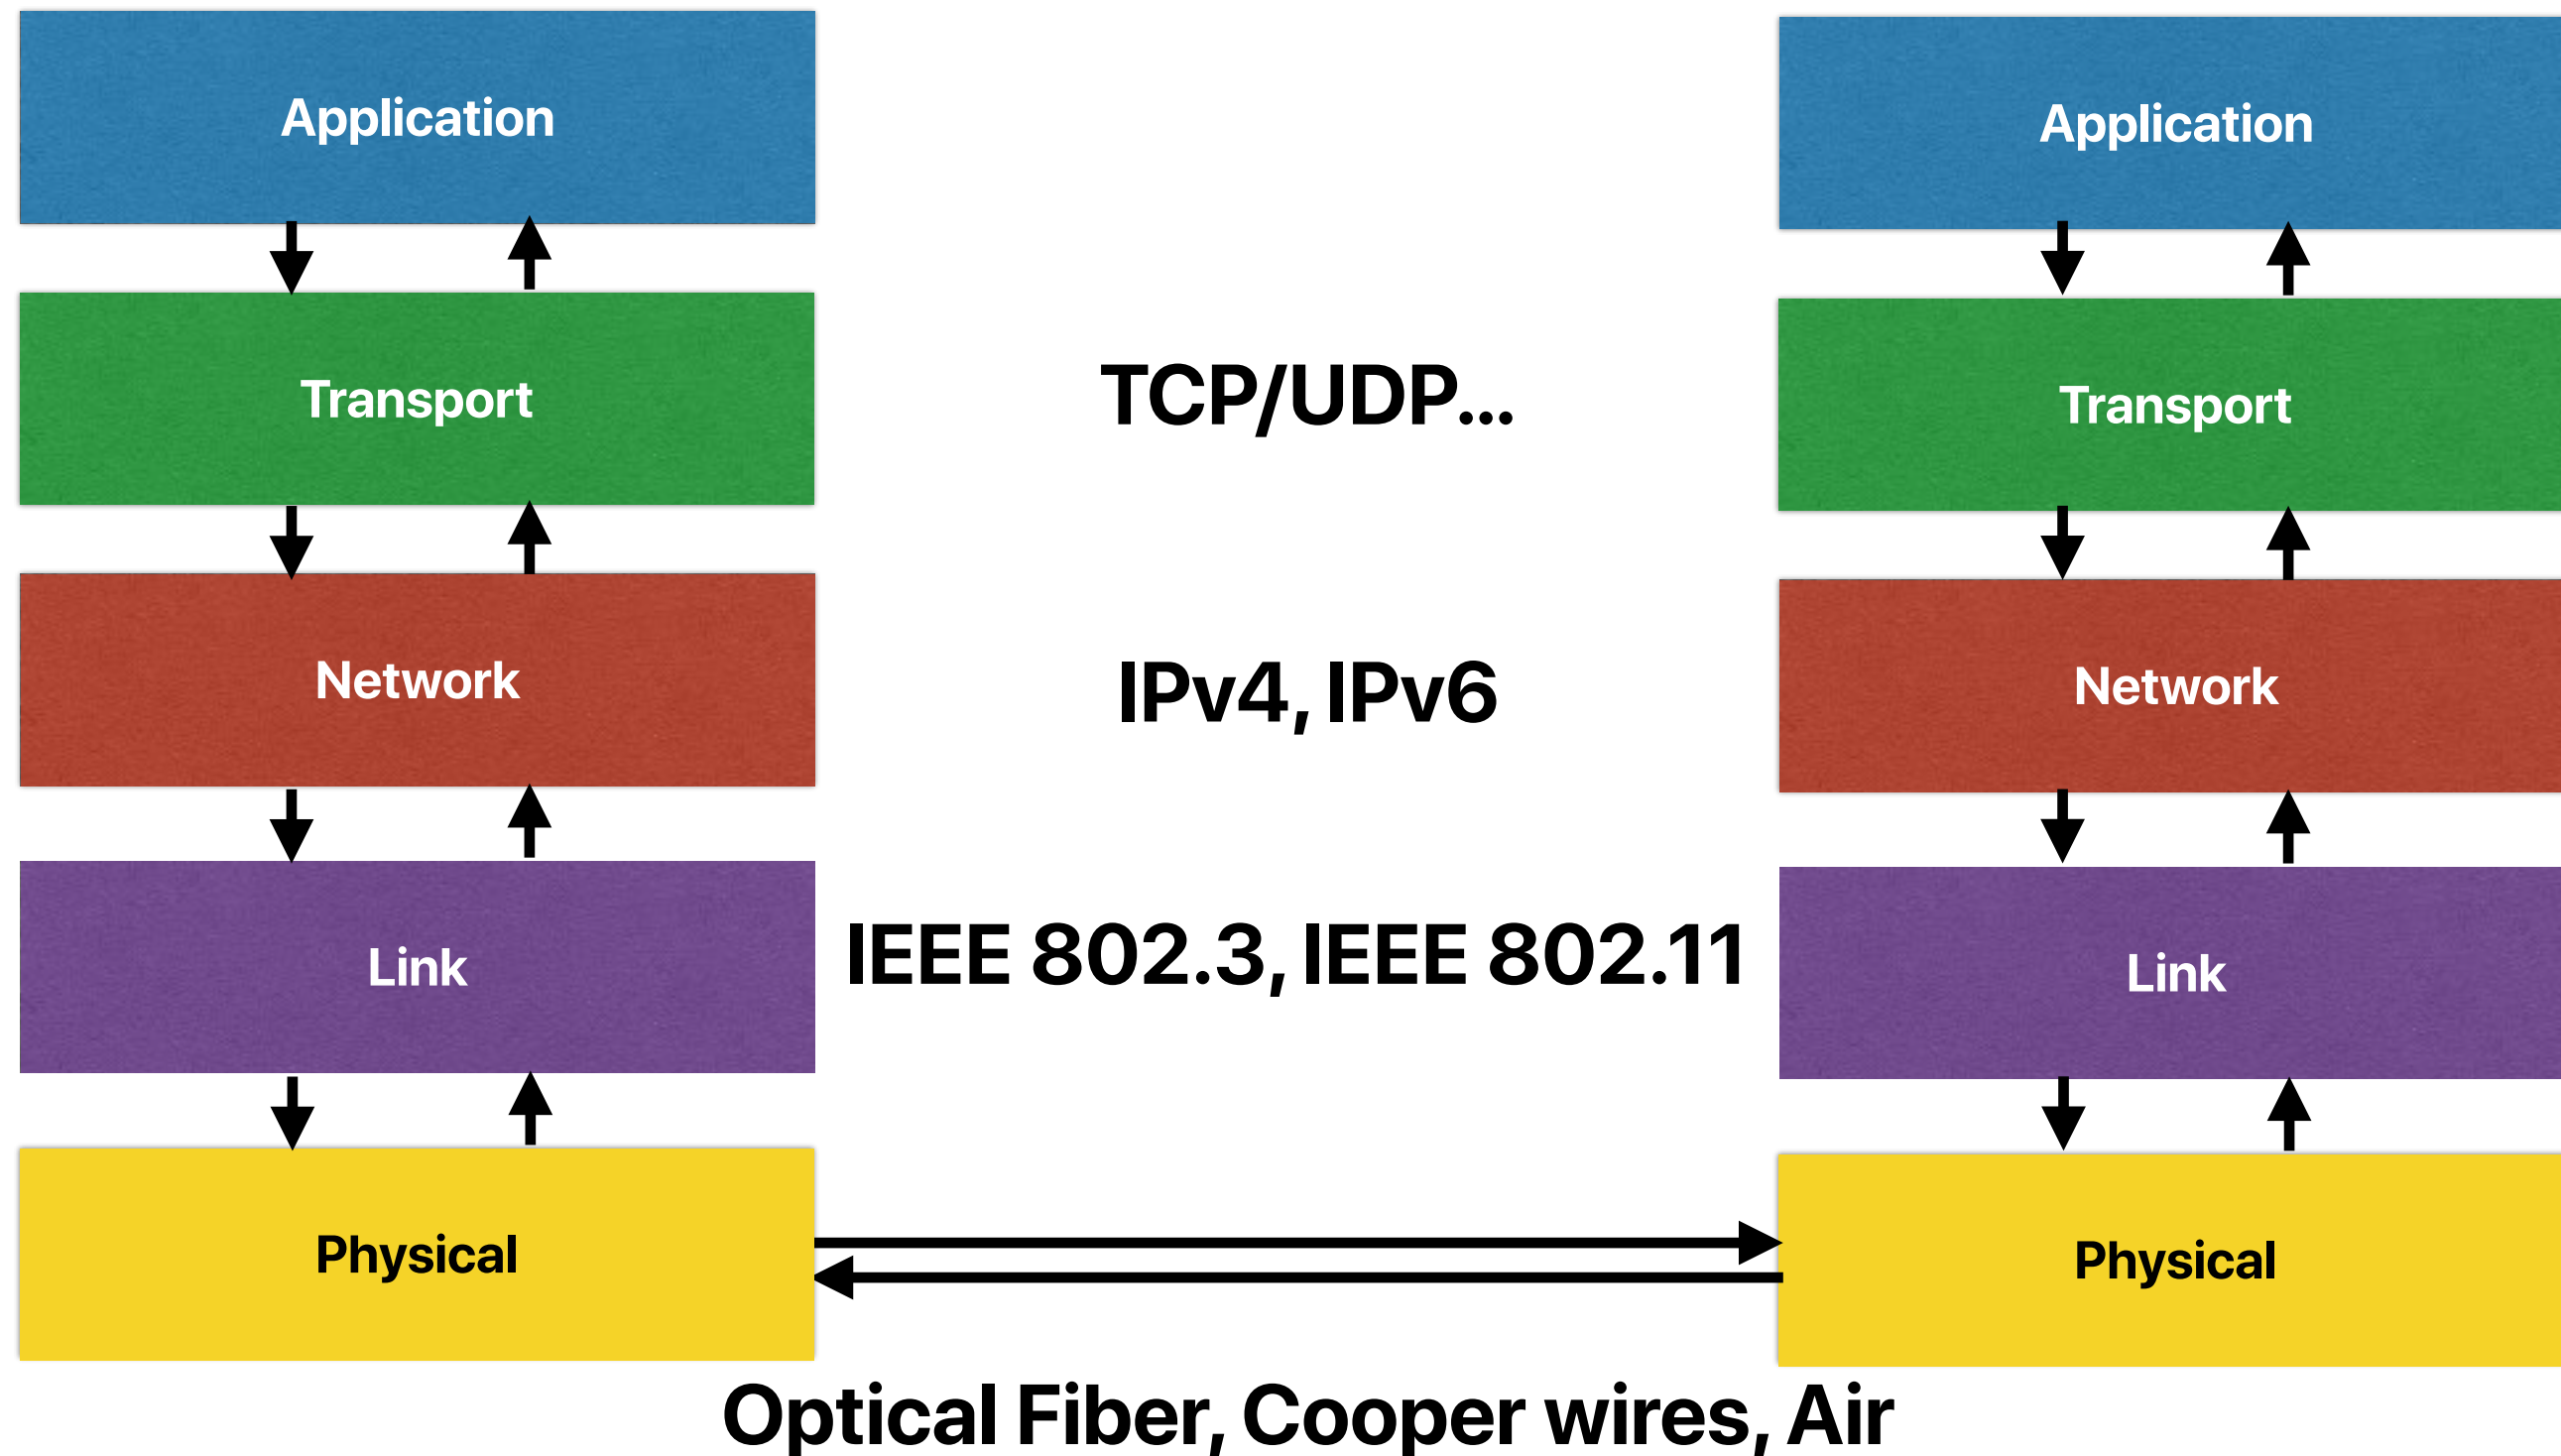 Application
Application
Transport
TCP/UDP...
Transport
Network
IPv4, IPv6
Network
Link
IEEE 802.3, IEEE 802.11
Link
Physical
Physical
Optical Fiber, Cooper wires, Air